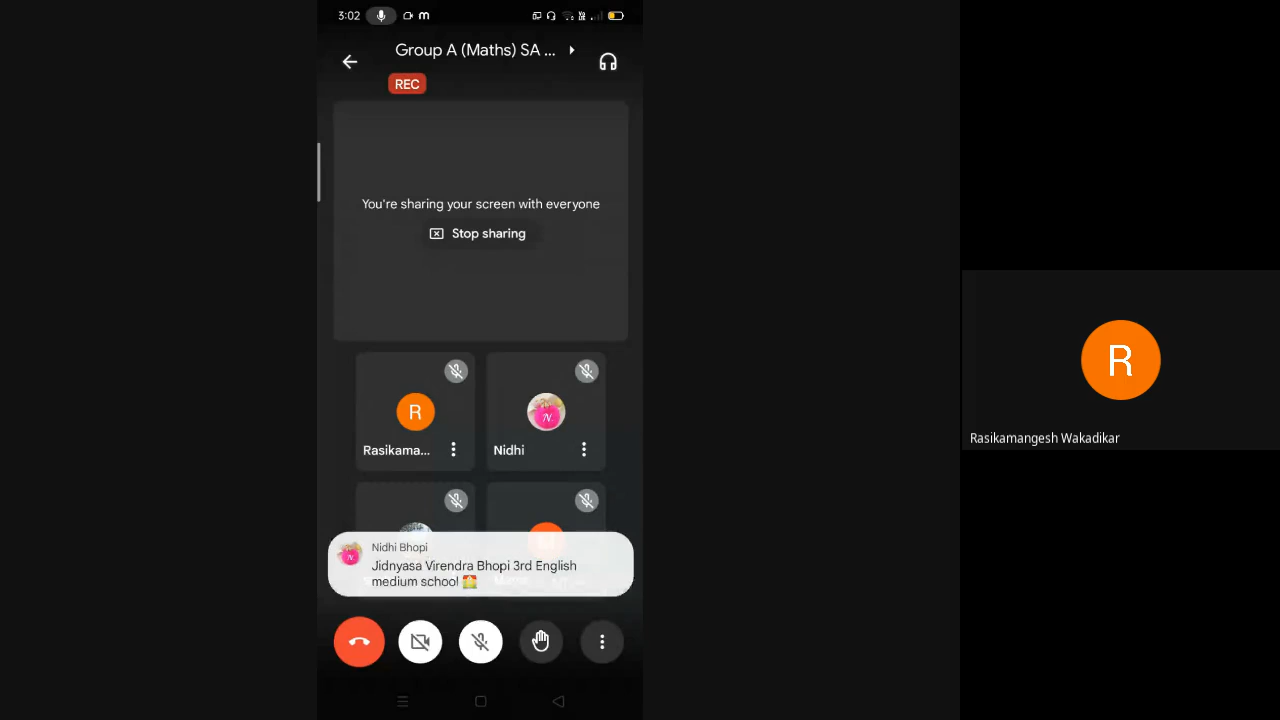 3:02
Group A (Maths) SA ...
REC
You're sharing your screen with everyone
Stop sharing
R
Rasikama...
N
Nidhi
Nidhi Bhopi
Jidnyasa Virendra Bhopi 3rd English
medium school
R
Rasikamangesh Wakadikar